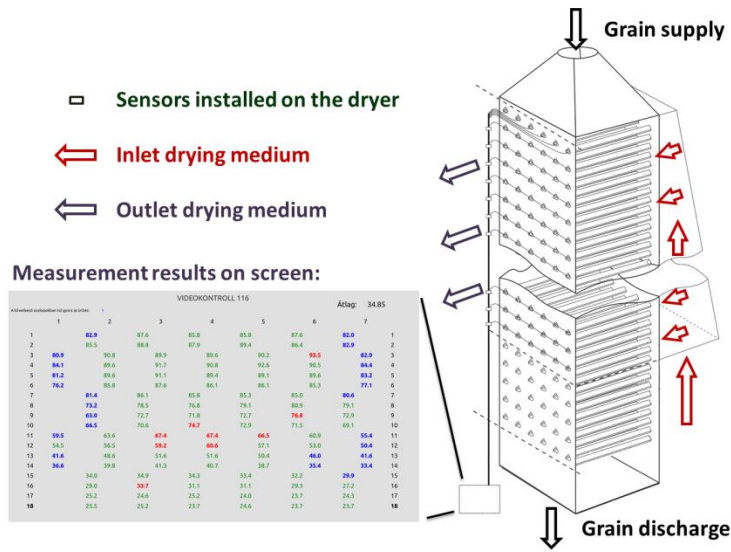 Grain supply
Sensors installed on the dryer
Inlet drying medium
Outlet drying medium
Measurement results on screen:
VIDEOKONTROLL 116
Átlag: 34.85
1 2 3 4 5 6 7
1 82.9 87.6 85.8 85.8 87.6 82.0 1
2 85.5 88.8 87.9 89.4 86.4 82.9 2
3 80.9 90.8 89.9 89.6 90.2 93.5 82.9 3
4 84.1 89.6 91.7 90.8 92.6 90.5 84.4 4
5 81.2 89.6 91.1 89.4 89.1 89.6 83.2 5
6 76.2 85.8 87.6 86.1 86.1 85.3 77.1 6
7 81.4 86.1 85.8 85.3 85.0 80.6 7
8 73.2 78.5 76.8 79.1 80.9 79.1 8
9 63.0 72.7 71.8 72.7 76.8 72.9 9
10 66.5 70.6 74.7 72.9 71.5 69.1 10
11 59.5 63.6 67.4 67.4 66.5 60.9 55.4 11
12 54.5 56.5 59.2 60.6 57.1 53.0 50.4 12
13 41.6 48.6 51.6 51.6 50.4 46.0 41.6 13
14 36.6 39.8 41.3 40.7 38.7 35.4 33.4 14
15 34.0 34.9 34.3 33.4 32.2 29.9 15
16 29.0 33.7 31.1 31.1 29.3 27.2 16
17 25.2 24.6 25.2 24.0 23.7 24.3 17
18 25.5 25.2 23.7 24.6 23.7 23.7 18
Grain discharge